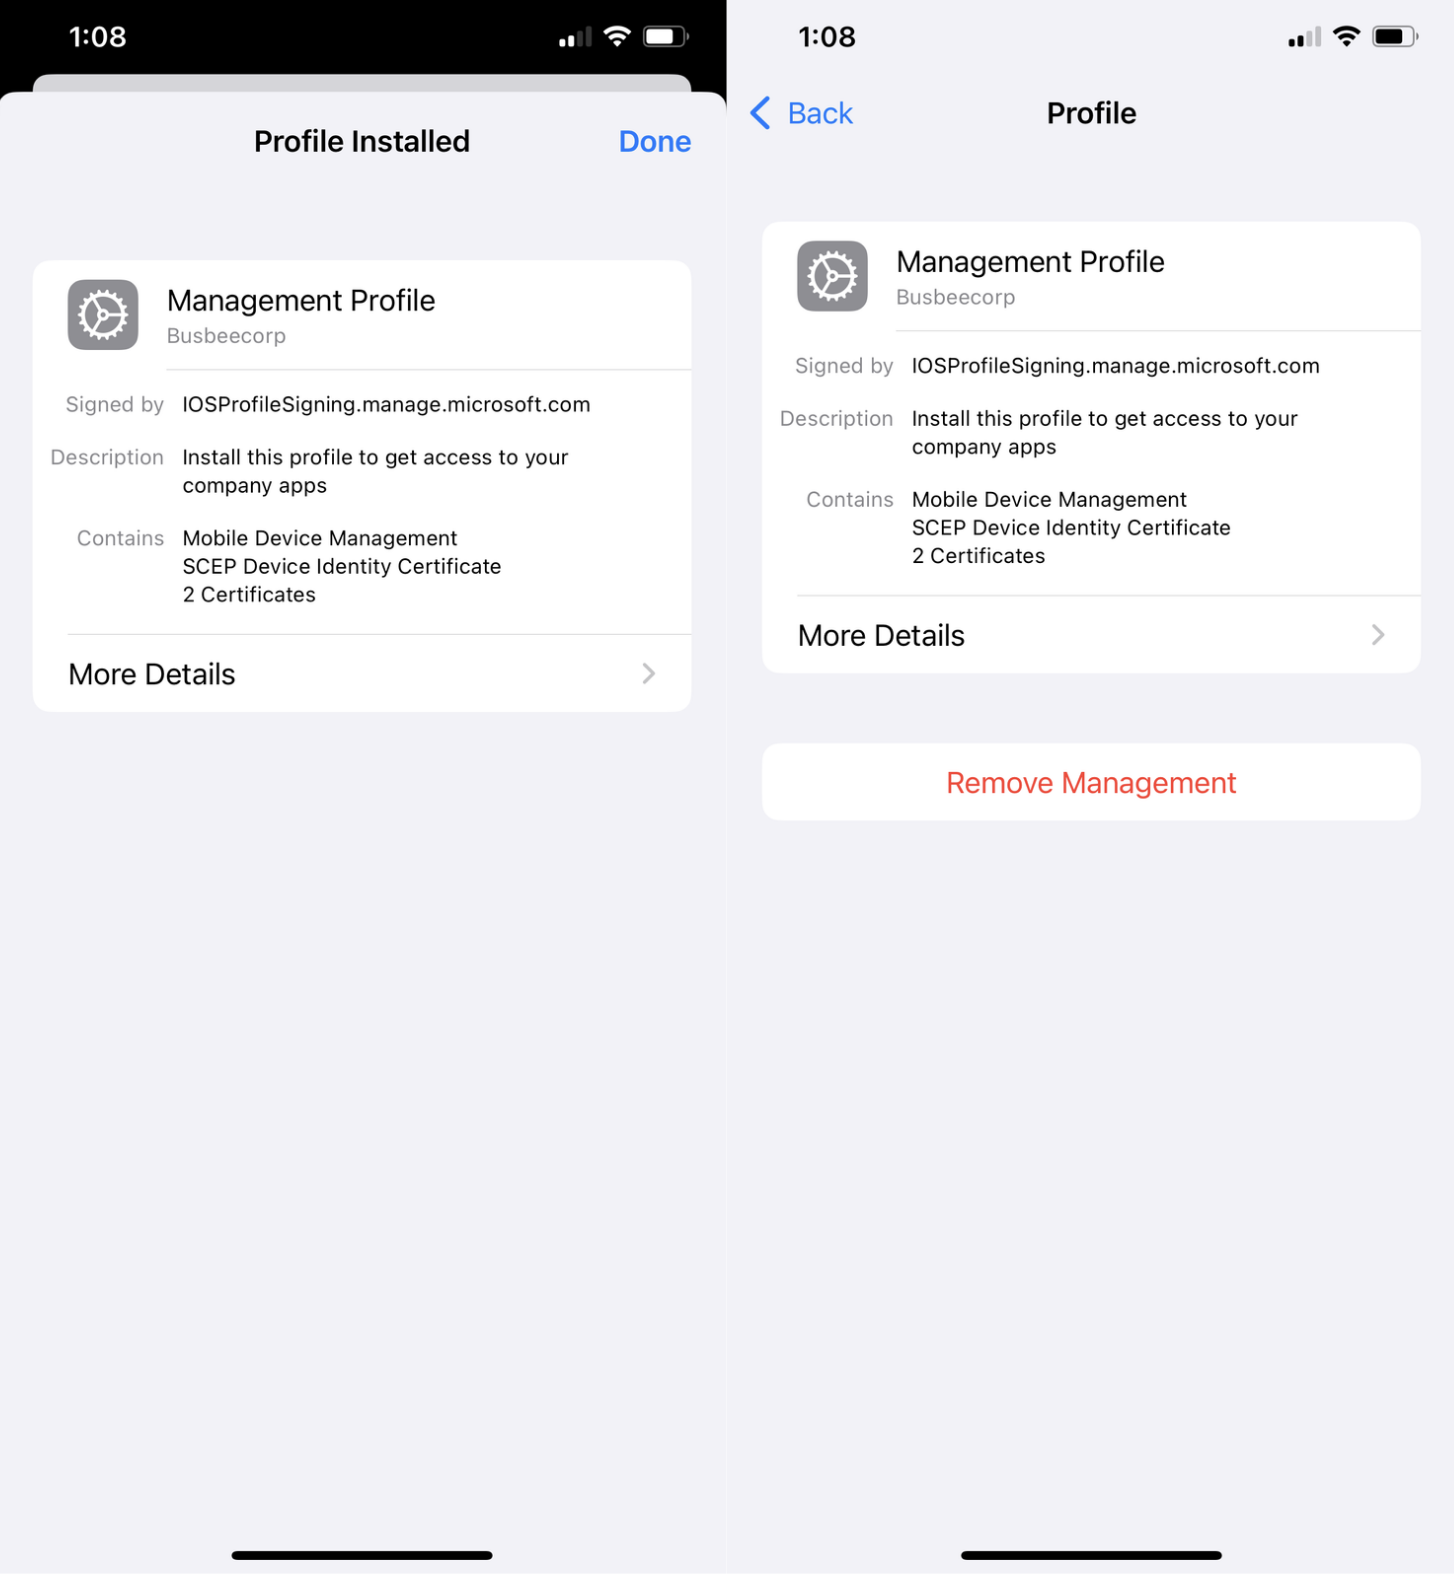 1:08
Profile Installed
Done
Management Profile
Busbeecorp
Signed by IOSProfileSigning.manage.microsoft.com
Description Install this profile to get access to your
company apps
Contains Mobile Device Management
SCEP Device Identity Certificate
2 Certificates
More Details
1:08
Back
Profile
Management Profile
Busbeecorp
Signed by IOSProfileSigning.manage.microsoft.com
Description Install this profile to get access to your
company apps
Contains Mobile Device Management
SCEP Device Identity Certificate
2 Certificates
More Details
Remove Management